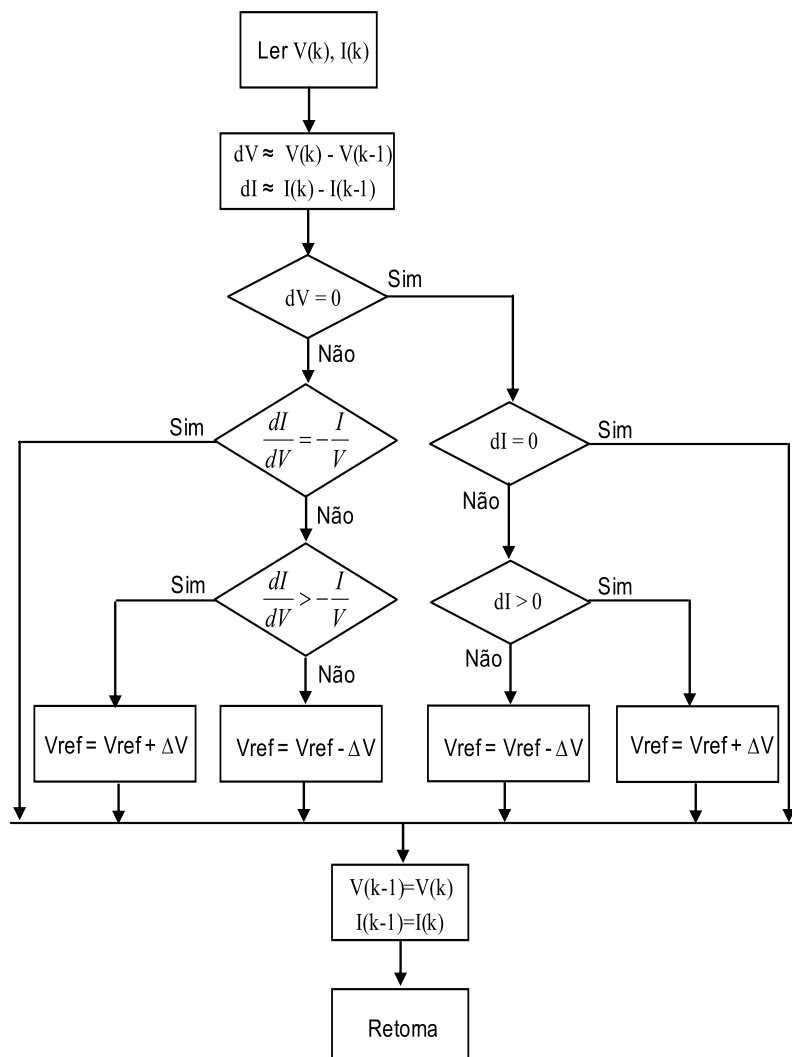 Ler V(k), I(k)
dV ≈ V(k) - V(k-1)
dI ≈ I(k) - I(k-1)
dV = 0
Sim
Não
dI/dV = - I/V
Sim
Não
dI = 0
Sim
Não
dI/dV > - I/V
Sim
Não
dI > 0
Sim
Não
Vref = Vref + ΔV
Vref = Vref - ΔV
Vref = Vref - ΔV
Vref = Vref + ΔV
V(k-1)=V(k)
I(k-1)=I(k)
Retoma